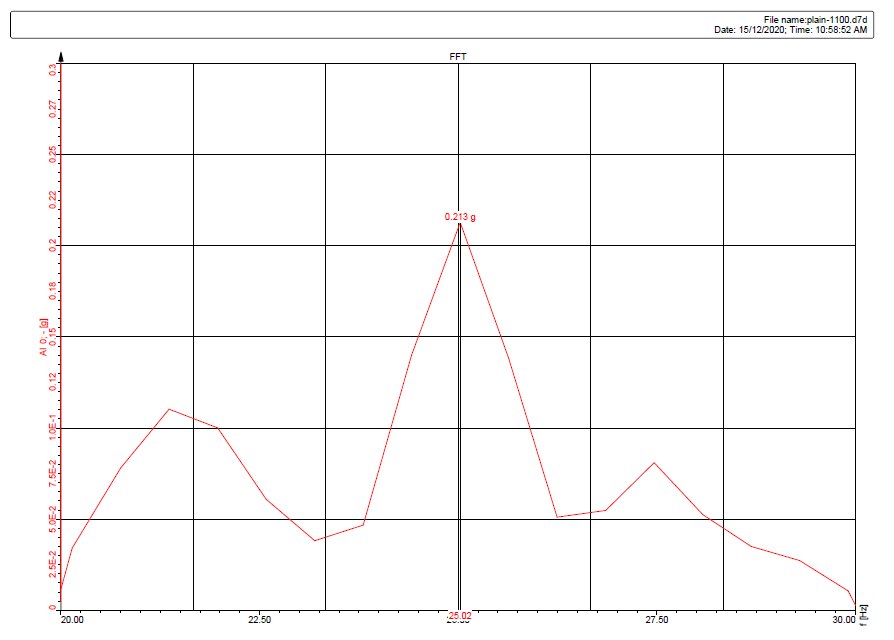 File name:plain-1100.d7d
Date: 15/12/2020; Time: 10:58:52 AM
FFT
0.3
0.27
0.25
0.22
0.2
0.18
0.15
0.12
1.0E-1
7.5E-2
5.0E-2
2.5E-2
0
AI 0; - [g]
0.213 g
20.00
22.50
25.02
27.50
30.00
f [Hz]